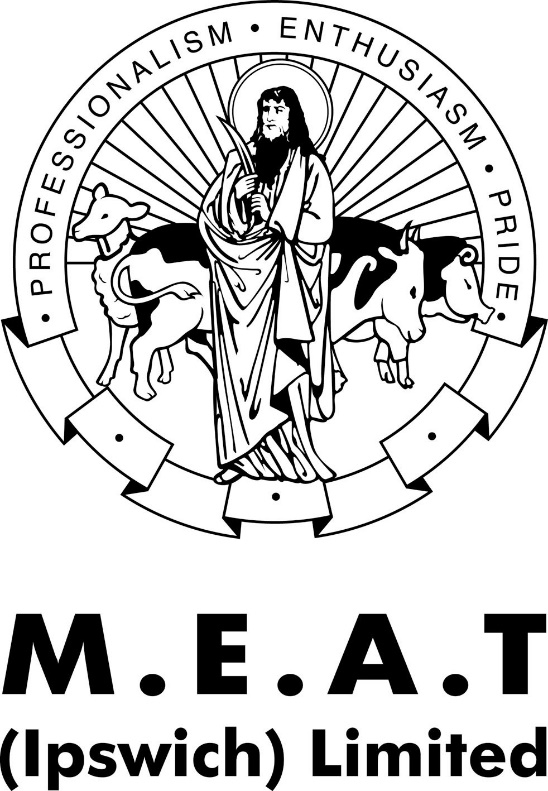 • PROFESSIONALISM • ENTHUSIASM • PRIDE •
M.E.A.T
(Ipswich) Limited